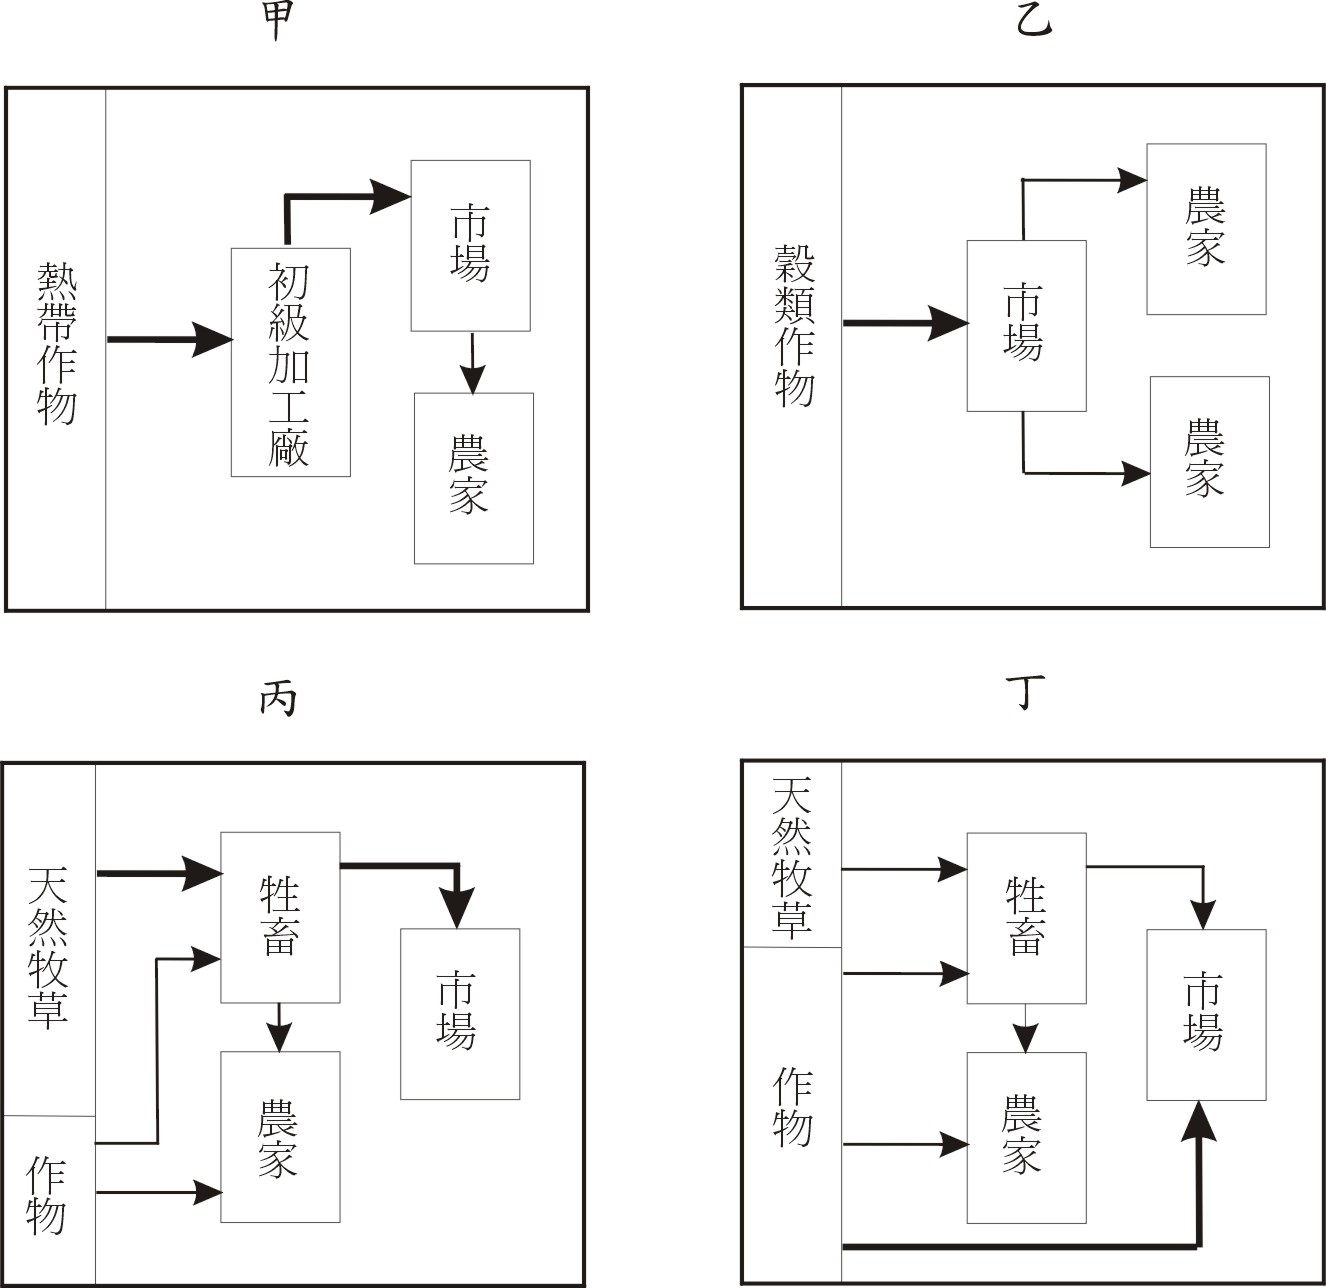 甲
熱帶作物
初級加工廠
市場
農家
乙
穀類作物
市場
農家
農家
丙
天然牧草
作物
牲畜
農家
市場
丁
天然牧草
作物
牲畜
農家
市場